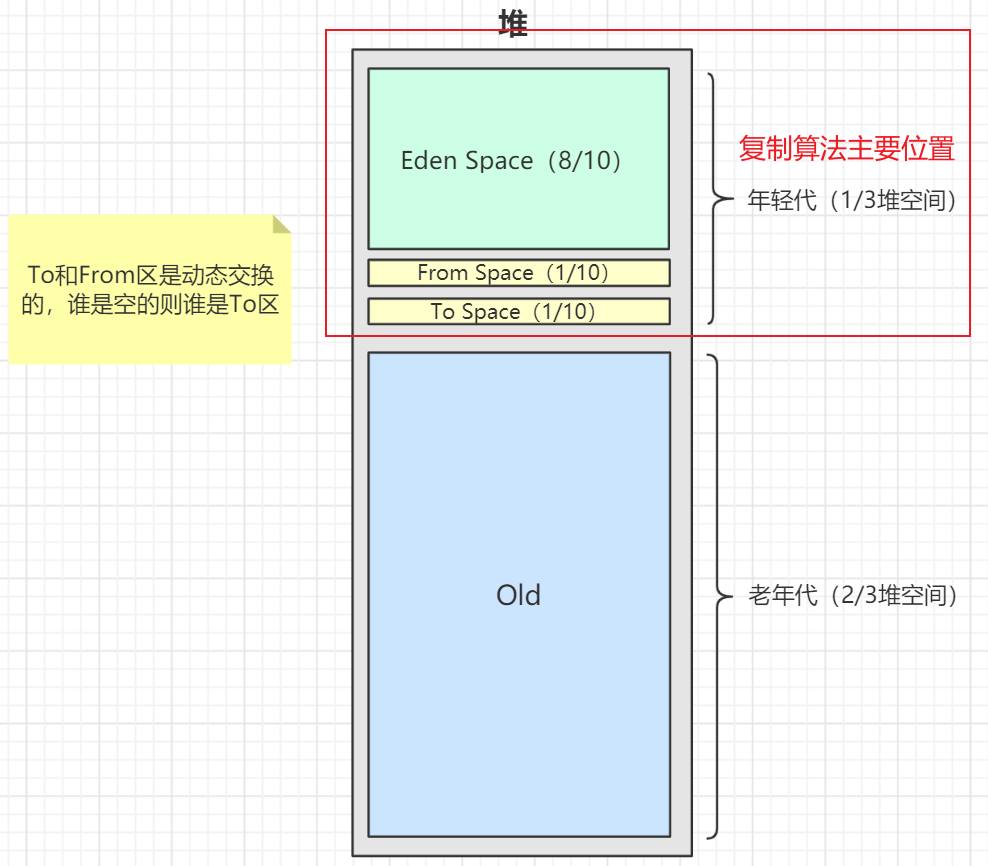 堆
Eden Space（8/10）
复制算法主要位置
年轻代（1/3堆空间）
To和From区是动态交换
的，谁是空的则谁是To区
From Space（1/10）
To Space（1/10）
Old
老年代（2/3堆空间）